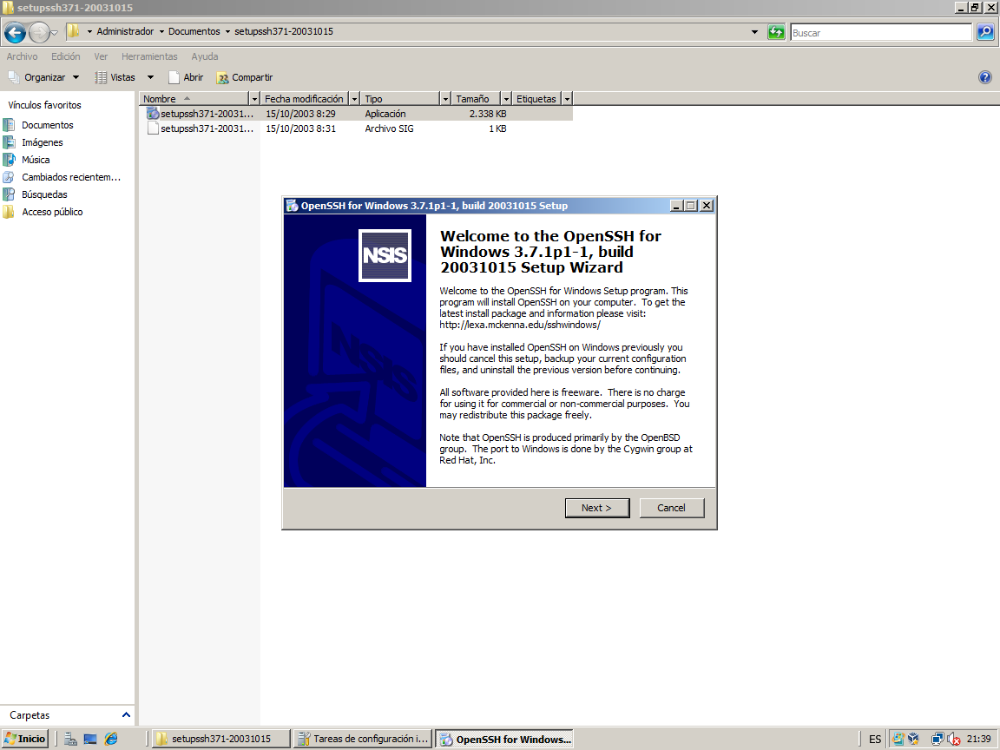 setupssh371-20031015
Administrador Documentos setupssh371-20031015
Buscar
Archivo Edición Ver Herramientas Ayuda
Organizar Vistas Abrir Compartir
Vínculos favoritos
Documentos
Imágenes
Música
Cambiados recientem...
Búsquedas
Acceso público
Carpetas
Nombre Fecha modificación Tipo Tamaño Etiquetas
setupssh371-20031... 15/10/2003 8:29 Aplicación 2.338 KB
setupssh371-20031... 15/10/2003 8:31 Archivo SIG 1 KB
OpenSSH for Windows 3.7.1p1-1, build 20031015 Setup
NSIS
NSIS
Welcome to the OpenSSH for
Windows 3.7.1p1-1, build
20031015 Setup Wizard
Welcome to the OpenSSH for Windows Setup program. This
program will install OpenSSH on your computer. To get the
latest install package and information please visit:
http://lexa.mckenna.edu/sshwindows/
If you have installed OpenSSH on Windows previously you
should cancel this setup, backup your current configuration
files, and uninstall the previous version before continuing.
All software provided here is freeware. There is no charge
for using it for commercial or non-commercial purposes. You
may redistribute this package freely.
Note that OpenSSH is produced primarily by the OpenBSD
group. The port to Windows is done by the Cygwin group at
Red Hat, Inc.
Next > Cancel
Inicio setupssh371-20031015 Tareas de configuración i... OpenSSH for Windows... ES 21:39